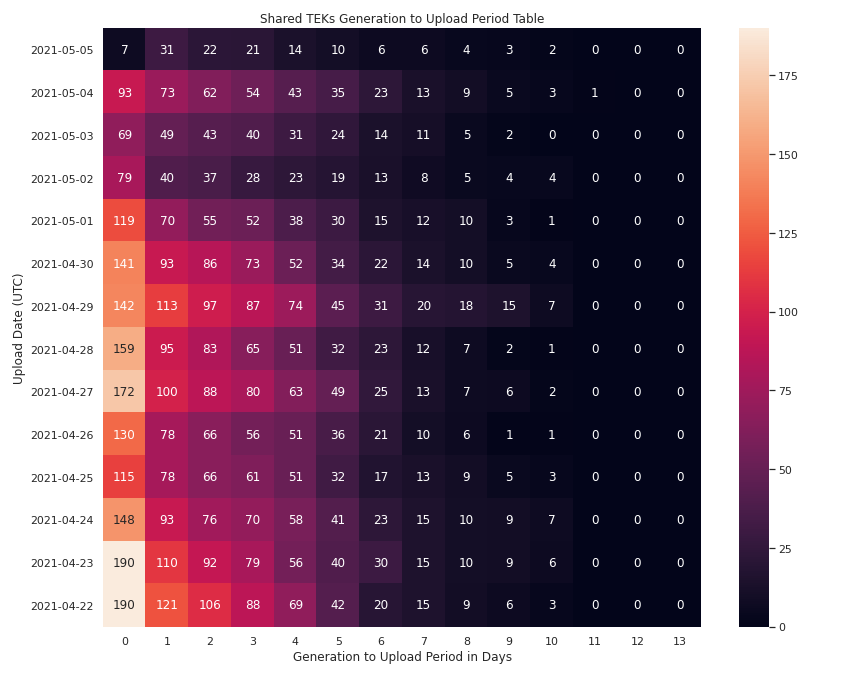 Shared TEKs Generation to Upload Period Table
Upload Date (UTC)
2021-05-05 7 31 22 21 14 10 6 6 4 3 2 0 0 0
2021-05-04 93 73 62 54 43 35 23 13 9 5 3 1 0 0
2021-05-03 69 49 43 40 31 24 14 11 5 2 0 0 0 0
2021-05-02 79 40 37 28 23 19 13 8 5 4 4 0 0 0
2021-05-01 119 70 55 52 38 30 15 12 10 3 1 0 0 0
2021-04-30 141 93 86 73 52 34 22 14 10 5 4 0 0 0
2021-04-29 142 113 97 87 74 45 31 20 18 15 7 0 0 0
2021-04-28 159 95 83 65 51 32 23 12 7 2 1 0 0 0
2021-04-27 172 100 88 80 63 49 25 13 7 6 2 0 0 0
2021-04-26 130 78 66 56 51 36 21 10 6 1 1 0 0 0
2021-04-25 115 78 66 61 51 32 17 13 9 5 3 0 0 0
2021-04-24 148 93 76 70 58 41 23 15 10 9 7 0 0 0
2021-04-23 190 110 92 79 56 40 30 15 10 9 6 0 0 0
2021-04-22 190 121 106 88 69 42 20 15 9 6 3 0 0 0
0 1 2 3 4 5 6 7 8 9 10 11 12 13
Generation to Upload Period in Days
175
150
125
100
75
50
25
0